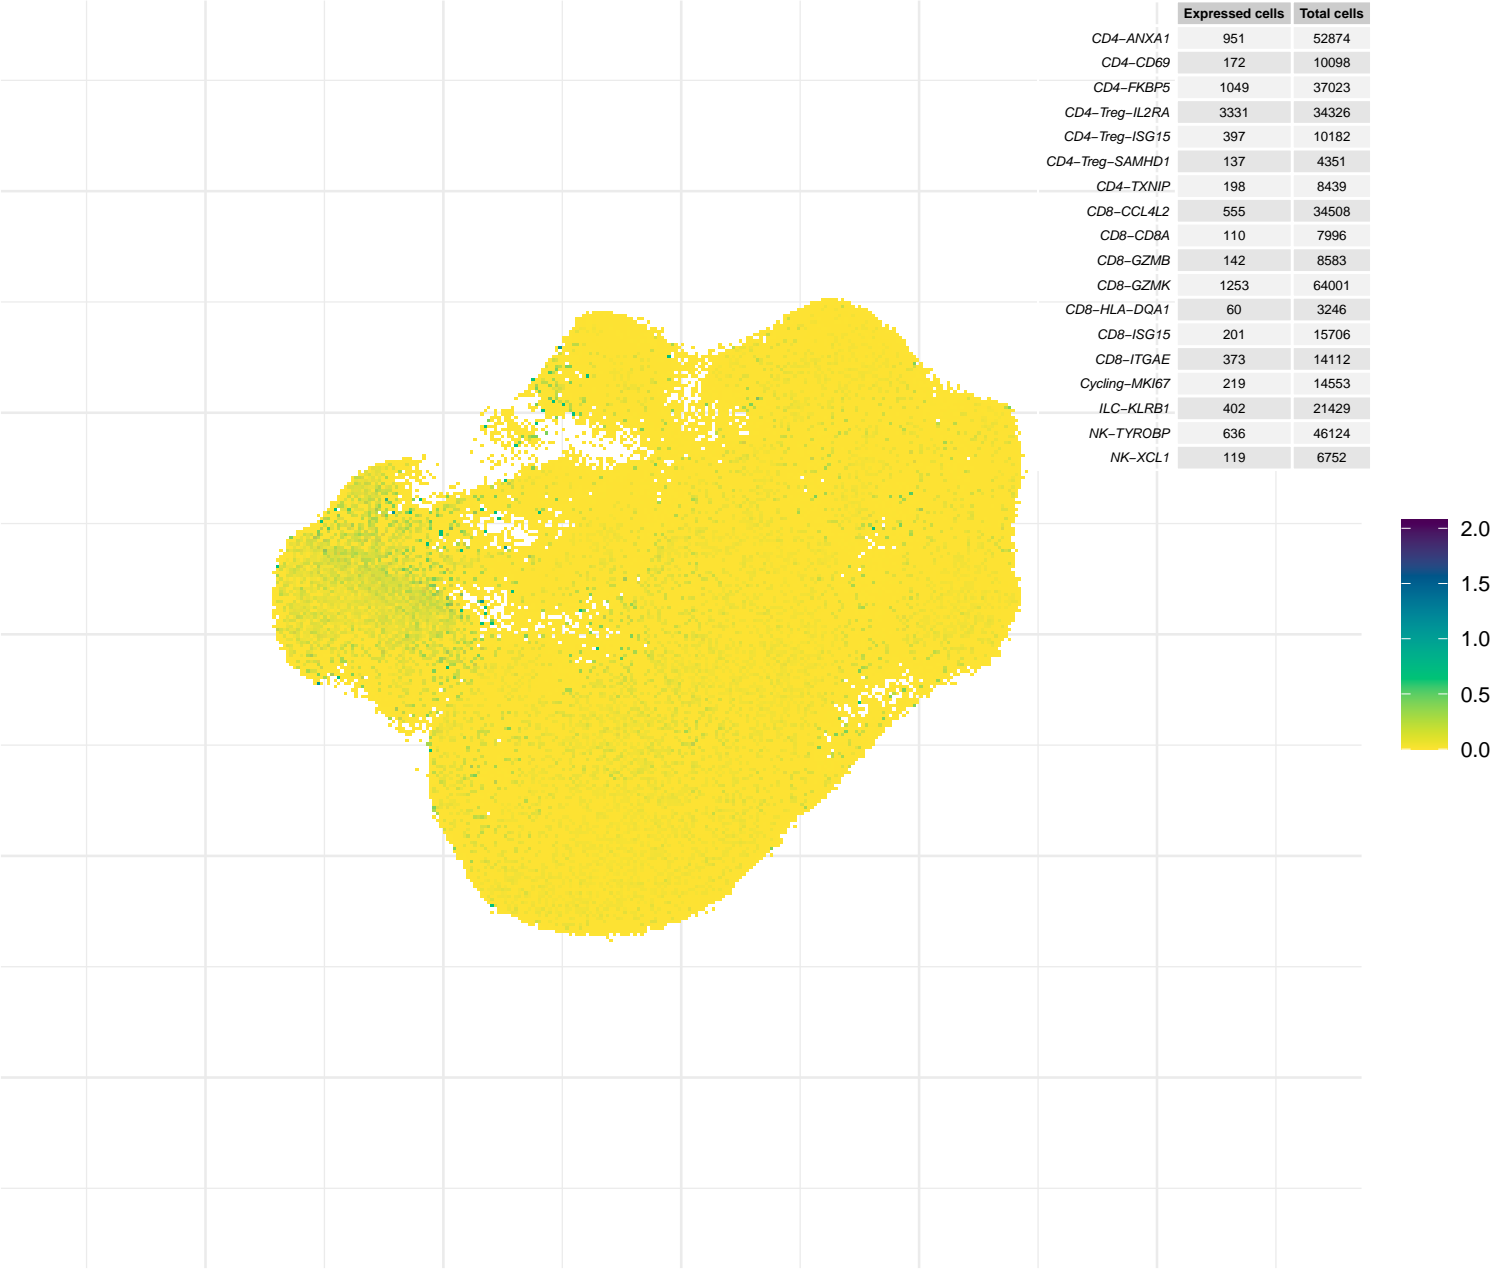 Expressed cells Total cells
CD4−ANXA1 951 52874
CD4−CD69 172 10098
CD4−FKBP5 1049 37023
CD4−Treg−IL2RA 3331 34326
CD4−Treg−ISG15 397 10182
CD4−Treg−SAMHD1 137 4351
CD4−TXNIP 198 8439
CD8−CCL4L2 555 34508
CD8−CD8A 110 7996
CD8−GZMB 142 8583
CD8−GZMK 1253 64001
CD8−HLA−DQA1 60 3246
CD8−ISG15 201 15706
CD8−ITGAE 373 14112
Cycling−MKI67 219 14553
ILC−KLRB1 402 21429
NK−TYROBP 636 46124
NK−XCL1 119 6752
2.0
1.5
1.0
0.5
0.0